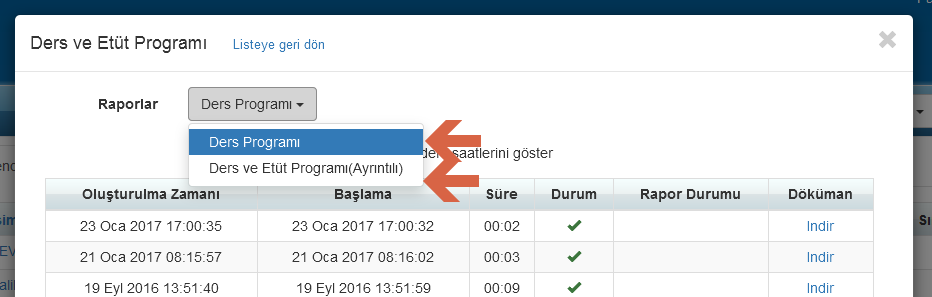 Ders ve Etüt Programı Listeye geri dön
Raporlar Ders Programı
Ders Programı
saatlerini göster
Ders ve Etüt Programı(Ayrıntılı)
Oluşturulma Zamanı Başlama Süre Durum Rapor Durumu Döküman
23 Oca 2017 17:00:35 23 Oca 2017 17:00:32 00:02 İndir
21 Oca 2017 08:15:57 21 Oca 2017 08:16:02 00:03 İndir
19 Eyl 2016 13:51:40 19 Eyl 2016 13:51:59 00:09 İndir